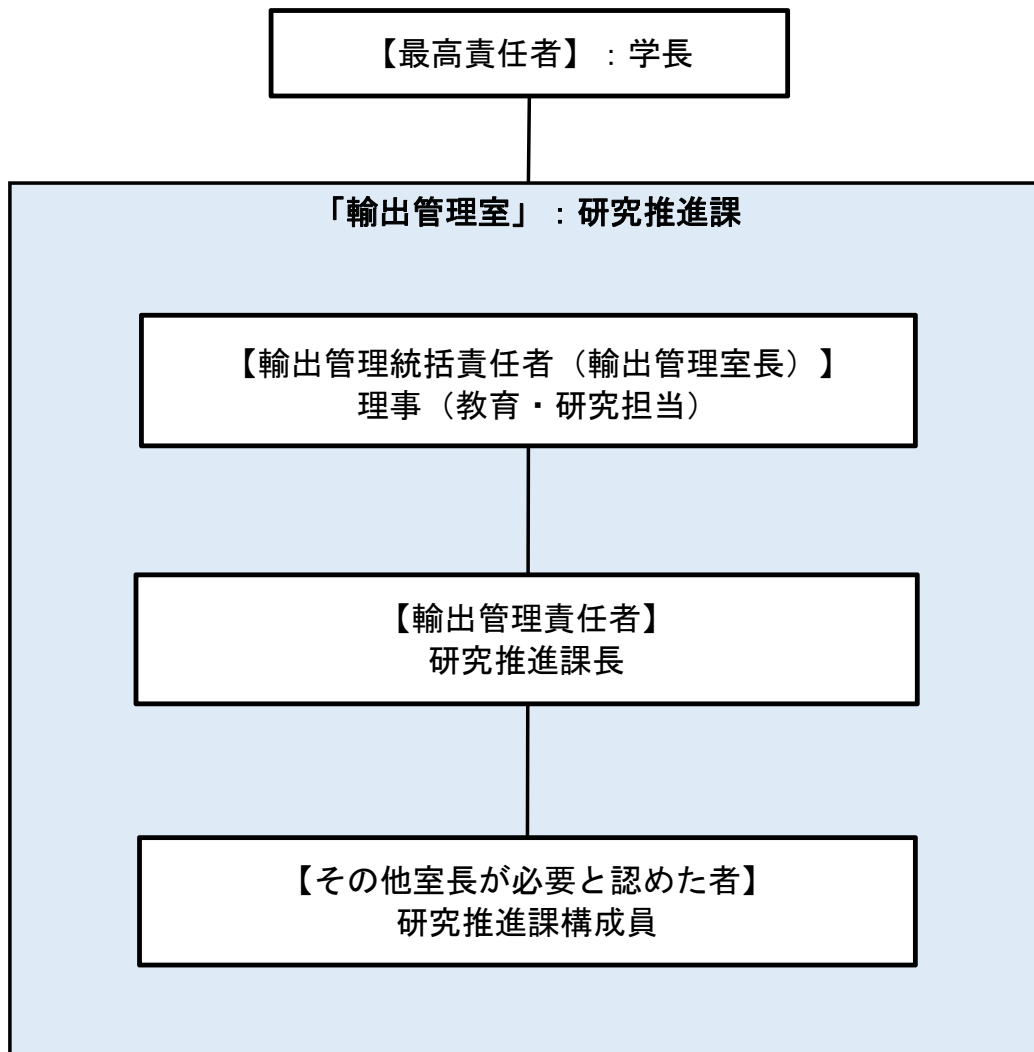 【最高責任者】：学長
「輸出管理室」：研究推進課
【輸出管理統括責任者（輸出管理室長）】
理事（教育・研究担当）
【輸出管理責任者】
研究推進課長
【その他室長が必要と認めた者】
研究推進課構成員